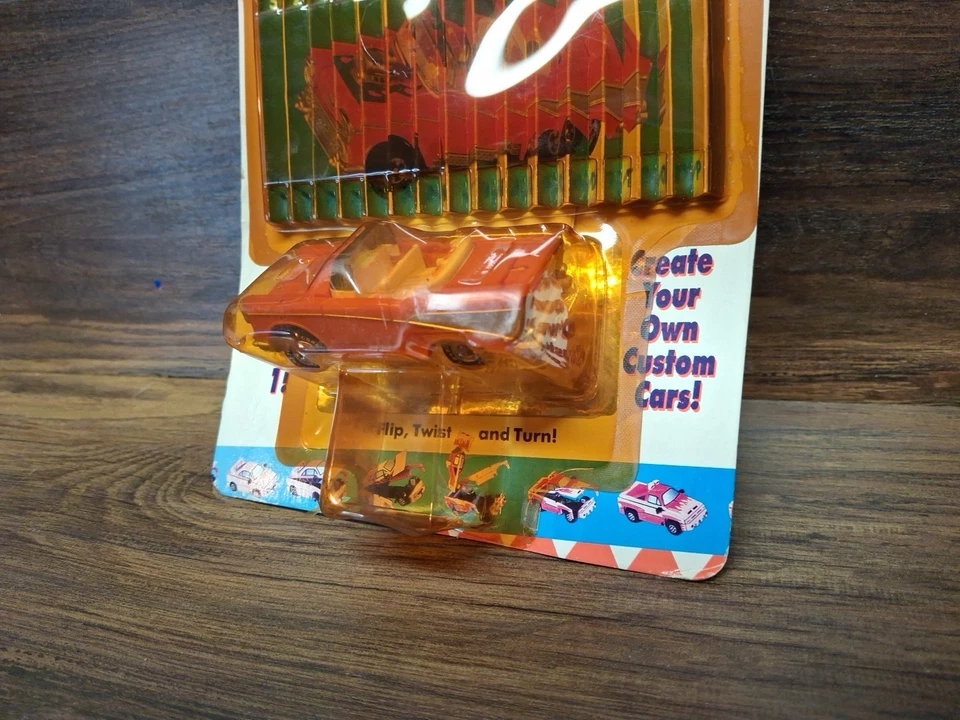 Create
Your
Own
Custom
Cars!
Flip, Twist and Turn!